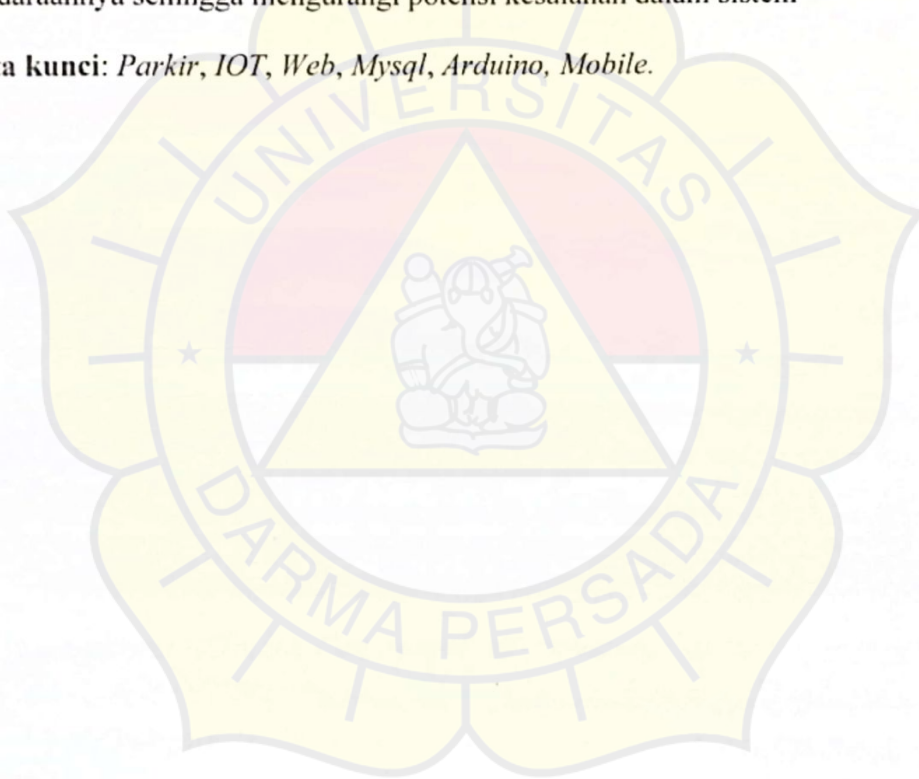 sehingga mengurangi potensi kesalahan dalam sistem
kunci: Parkir, IOT, Web, Mysql, Arduino, Mobile.
UNIVERSITAS
DARMA PERSADA